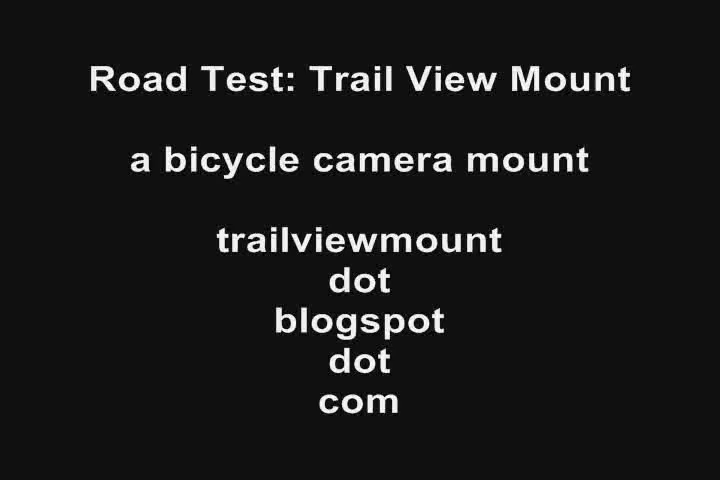 Road Test: Trail View Mount
a bicycle camera mount
trailviewmount
dot
blogspot
dot
com